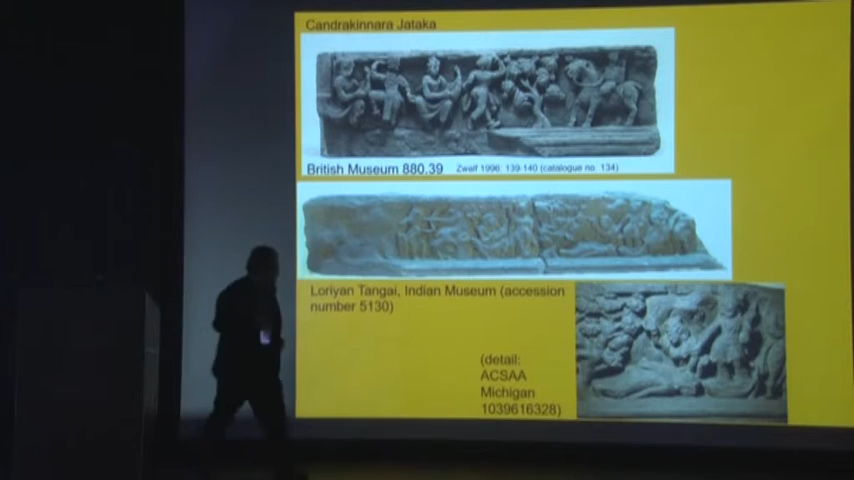 Candrakinnara Jataka
British Museum 880.39 Zwalf 1996: 139-140 (catalogue no. 134)
Loriyan Tangai, Indian Museum (accession
number 5130)
(detail:
ACSAA
Michigan
1039616328)